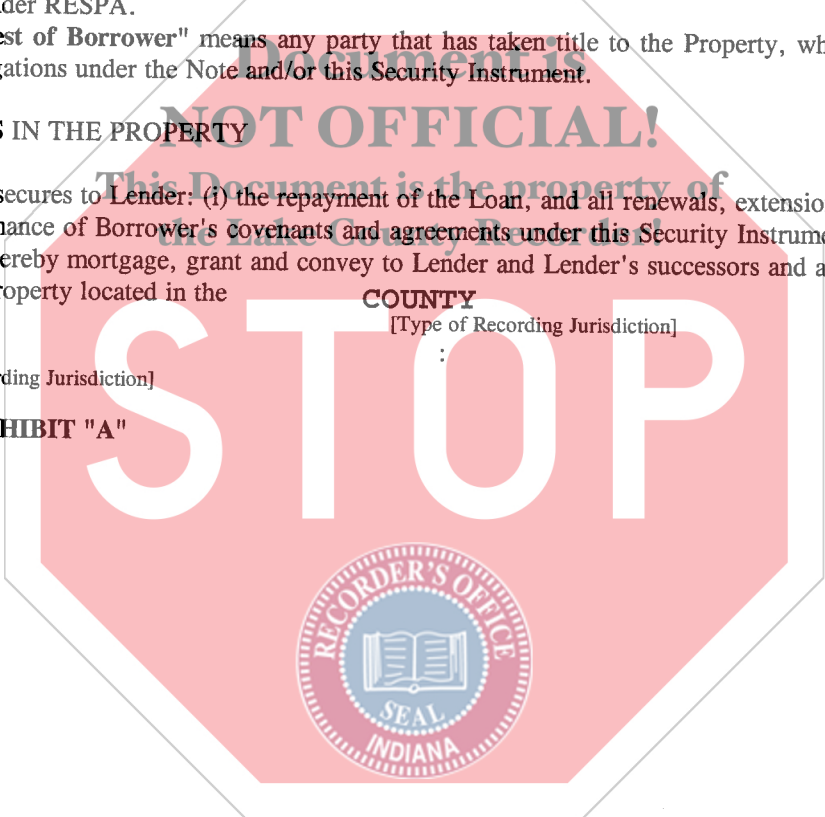 der RESPA.
est of Borrower" means any party that has taken title to the Property, wh
gations under the Note and/or this Security Instrument.
Document is
NOT OFFICIAL!
S IN THE PROPERTY
This Document is the property of
the Lake County Recorder!
secures to Lender: (i) the repayment of the Loan, and all renewals, extensio
nance of Borrower's covenants and agreements under this Security Instrume
ereby mortgage, grant and convey to Lender and Lender's successors and a
roperty located in the COUNTY
[Type of Recording Jurisdiction]
:
ding Jurisdiction]
HIBIT "A"
STOP
RECORDER'S OFFICE
SEAL
INDIANA